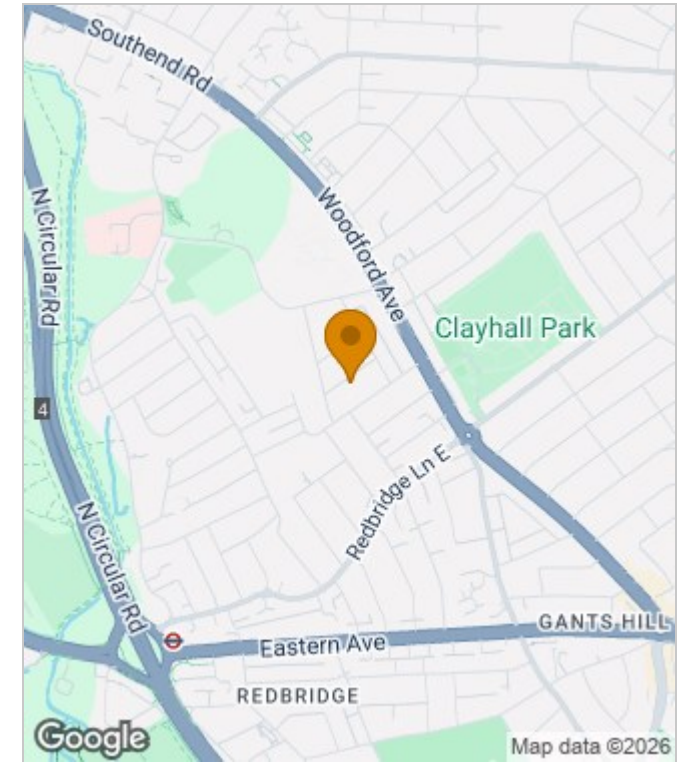 Southend Rd
N Circular Rd
Woodford Ave
Clayhall Park
4
Redbridge Ln E
N Circular Rd
GANTS HILL
Eastern Ave
REDBRIDGE
Google
Map data ©2026